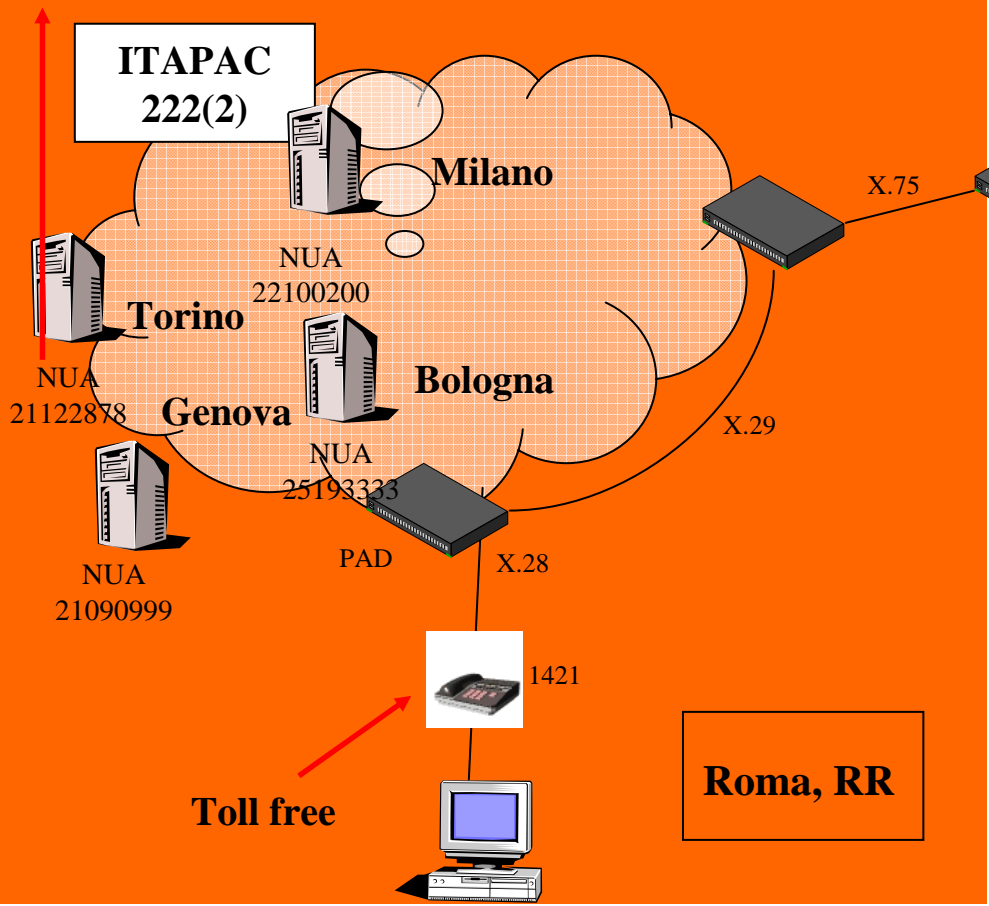 ITAPAC
222(2)
Milano
X.75
NUA
22100200
Torino
Bologna
NUA
21122878
Genova
X.29
NUA
25193333
PAD
X.28
NUA
21090999
1421
Roma, RR
Toll free